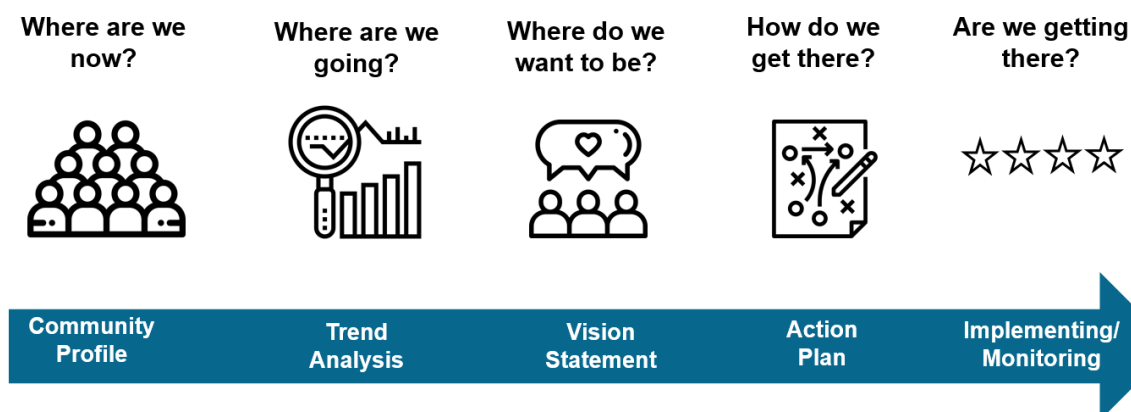 Where are we
now?
Where are we
going?
Where do we
want to be?
How do we
get there?
Are we getting
there?
Community
Profile
Trend
Analysis
Vision
Statement
Action
Plan
Implementing/
Monitoring